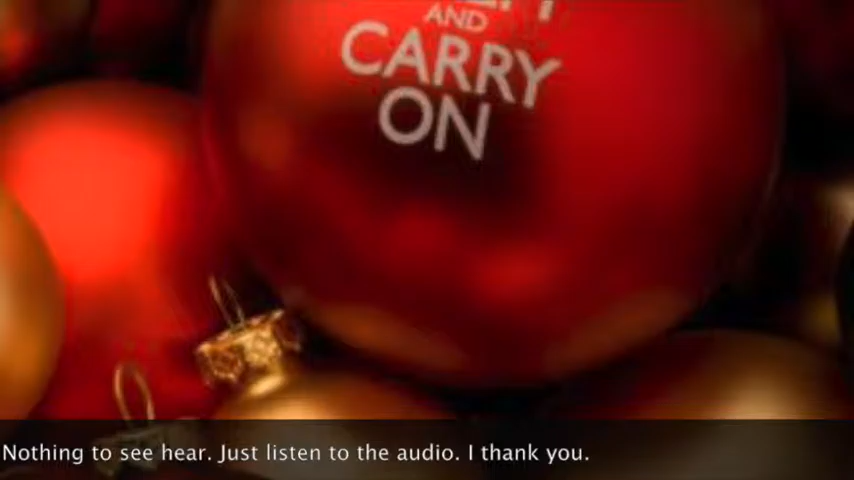 AND
CARRY
ON
Nothing to see hear. Just listen to the audio. I thank you.